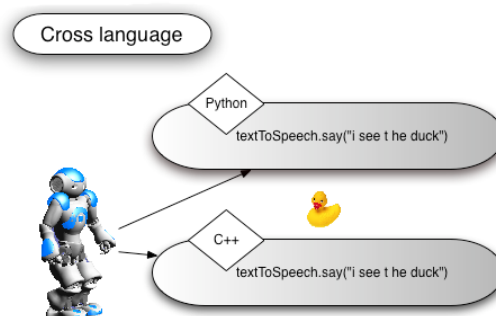 Cross language
Python
textToSpeech.say("i see t he duck")
C++
textToSpeech.say("i see t he duck")